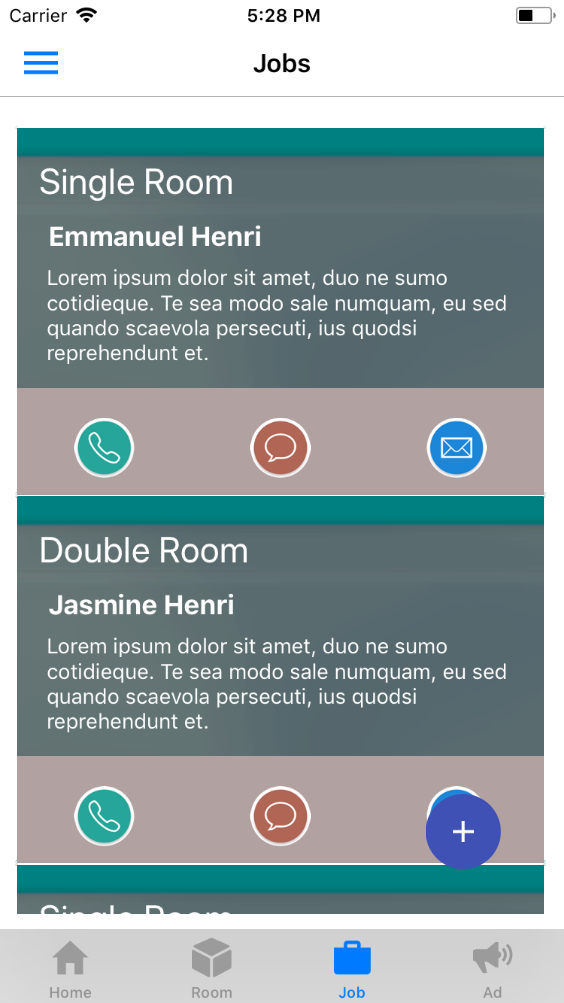 Carrier 5:28 PM
Jobs
Single Room
Emmanuel Henri
Lorem ipsum dolor sit amet, duo ne sumo
cotidieque. Te sea modo sale numquam, eu sed
quando scaevola persecuti, ius quodsi
reprehendunt et.
Double Room
Jasmine Henri
Lorem ipsum dolor sit amet, duo ne sumo
cotidieque. Te sea modo sale numquam, eu sed
quando scaevola persecuti, ius quodsi
reprehendunt et.
+
Single Room
Home Room Job Ad